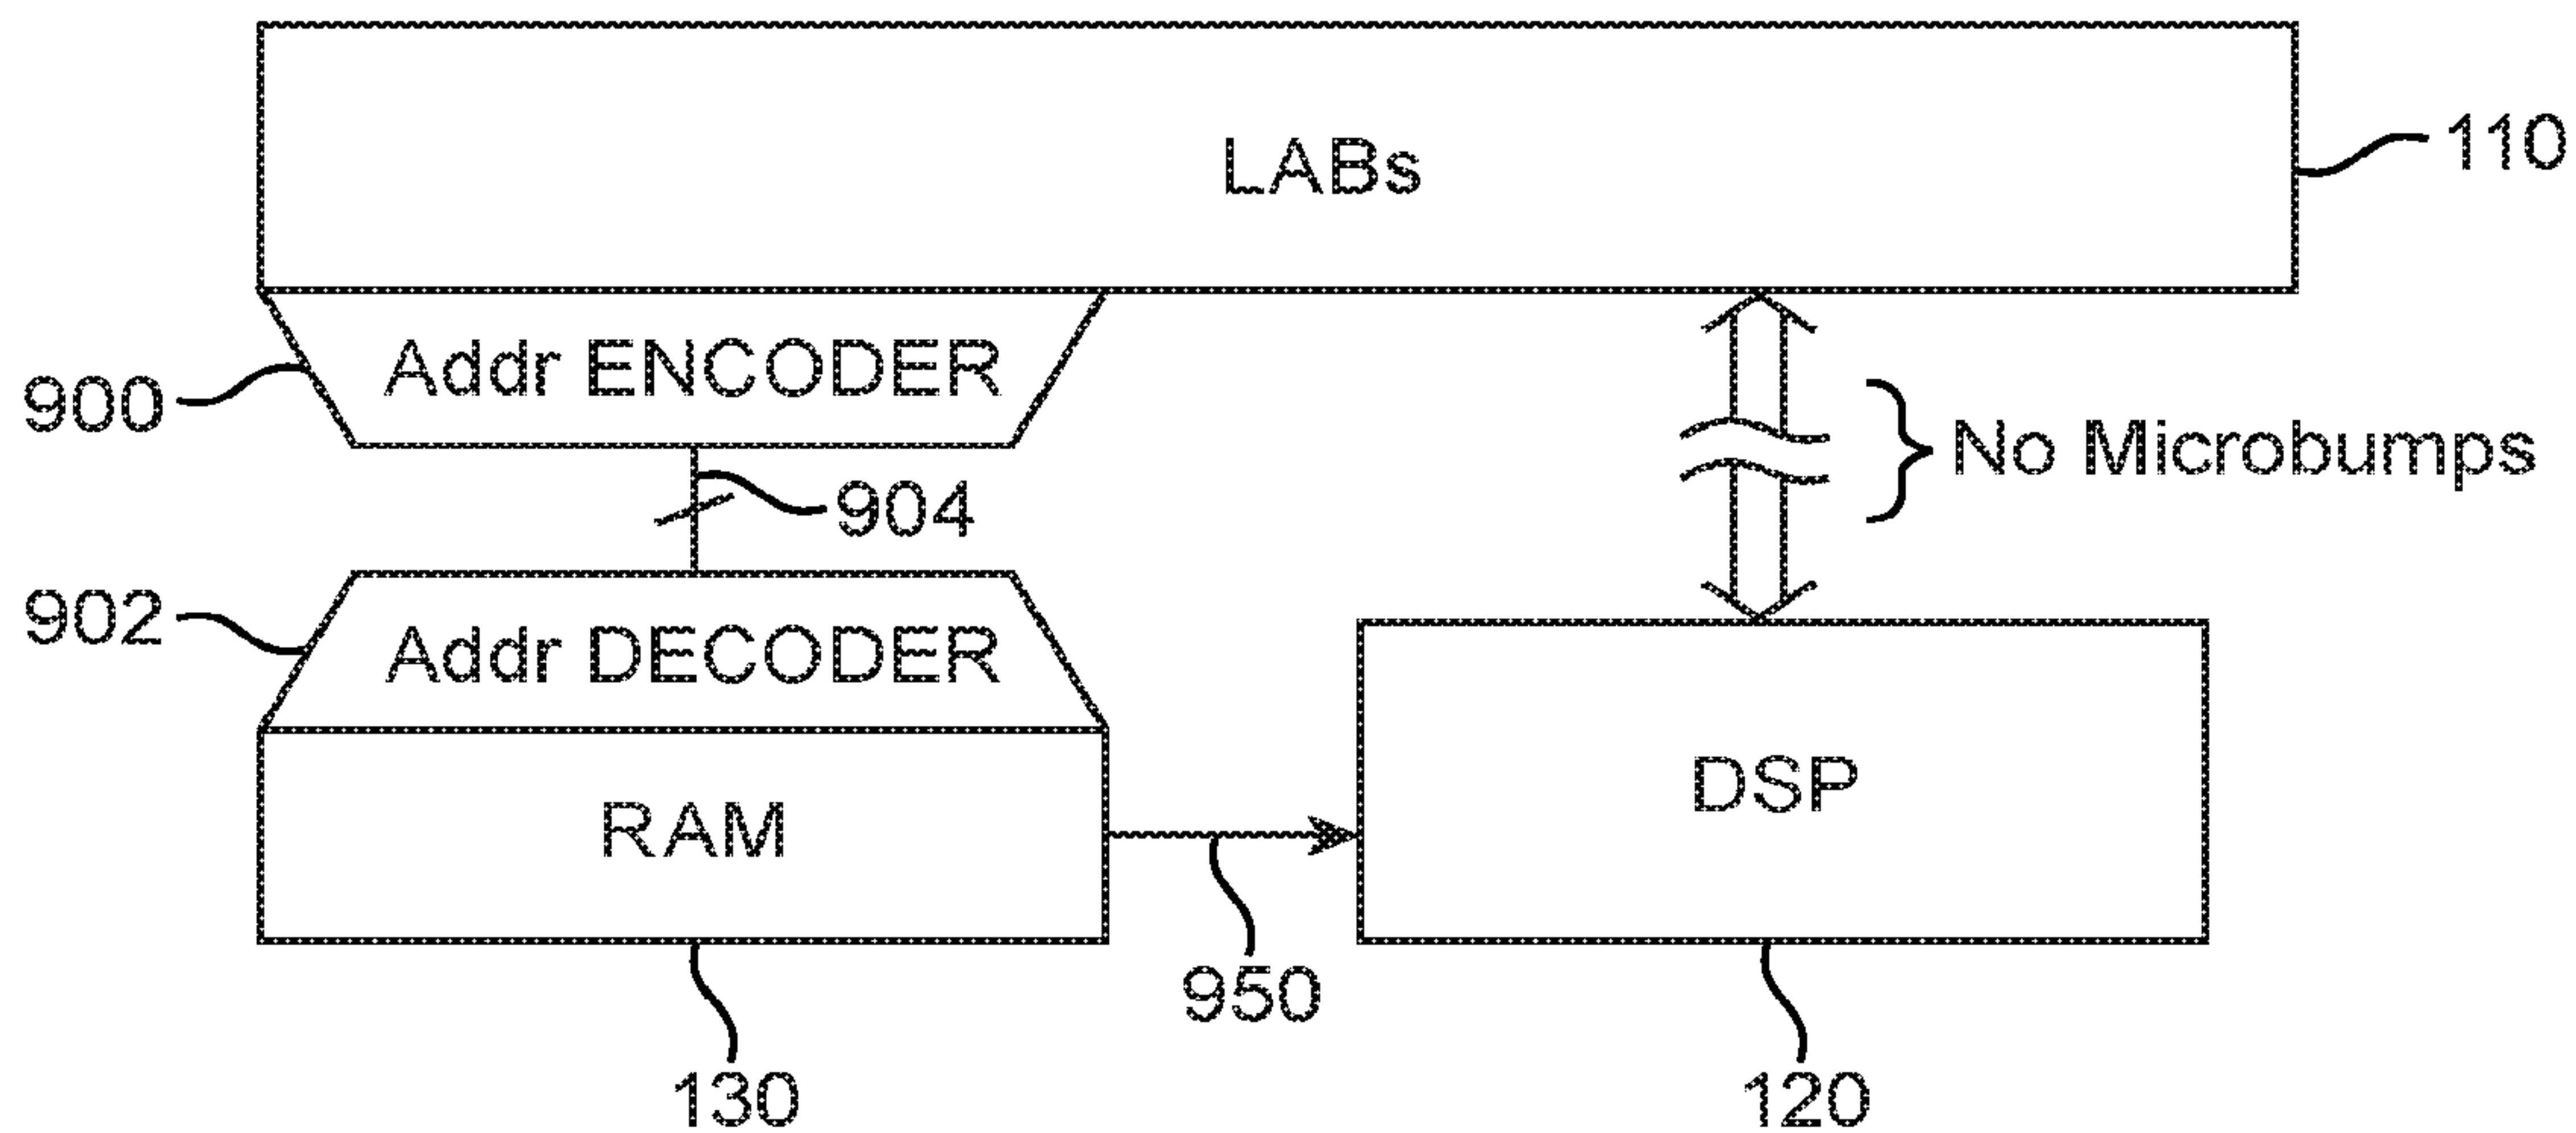 LABs
110
Addr ENCODER
900
No Microbumps
904
902
Addr DECODER
RAM
DSP
950
130
120